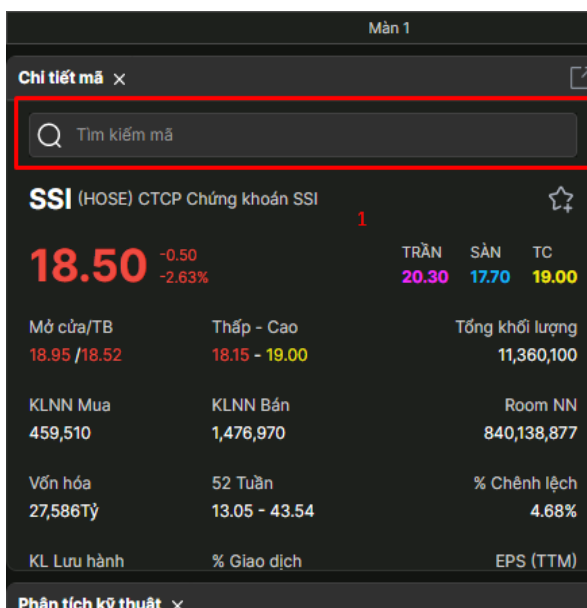 Màn 1
Chi tiết mã ×
Tìm kiếm mã
SSI (HOSE) CTCP Chứng khoán SSI
1
18.50 -0.50 -2.63%
TRẦN SÀN TC
20.30 17.70 19.00
Mở cửa/TB Thấp - Cao Tổng khối lượng
18.95 /18.52 18.15 - 19.00 11,360,100
KLNN Mua KLNN Bán Room NN
459,510 1,476,970 840,138,877
Vốn hóa 52 Tuần % Chênh lệch
27,586Tỷ 13.05 - 43.54 4.68%
KL Lưu hành % Giao dịch EPS (TTM)
Phân tích kỹ thuật ×